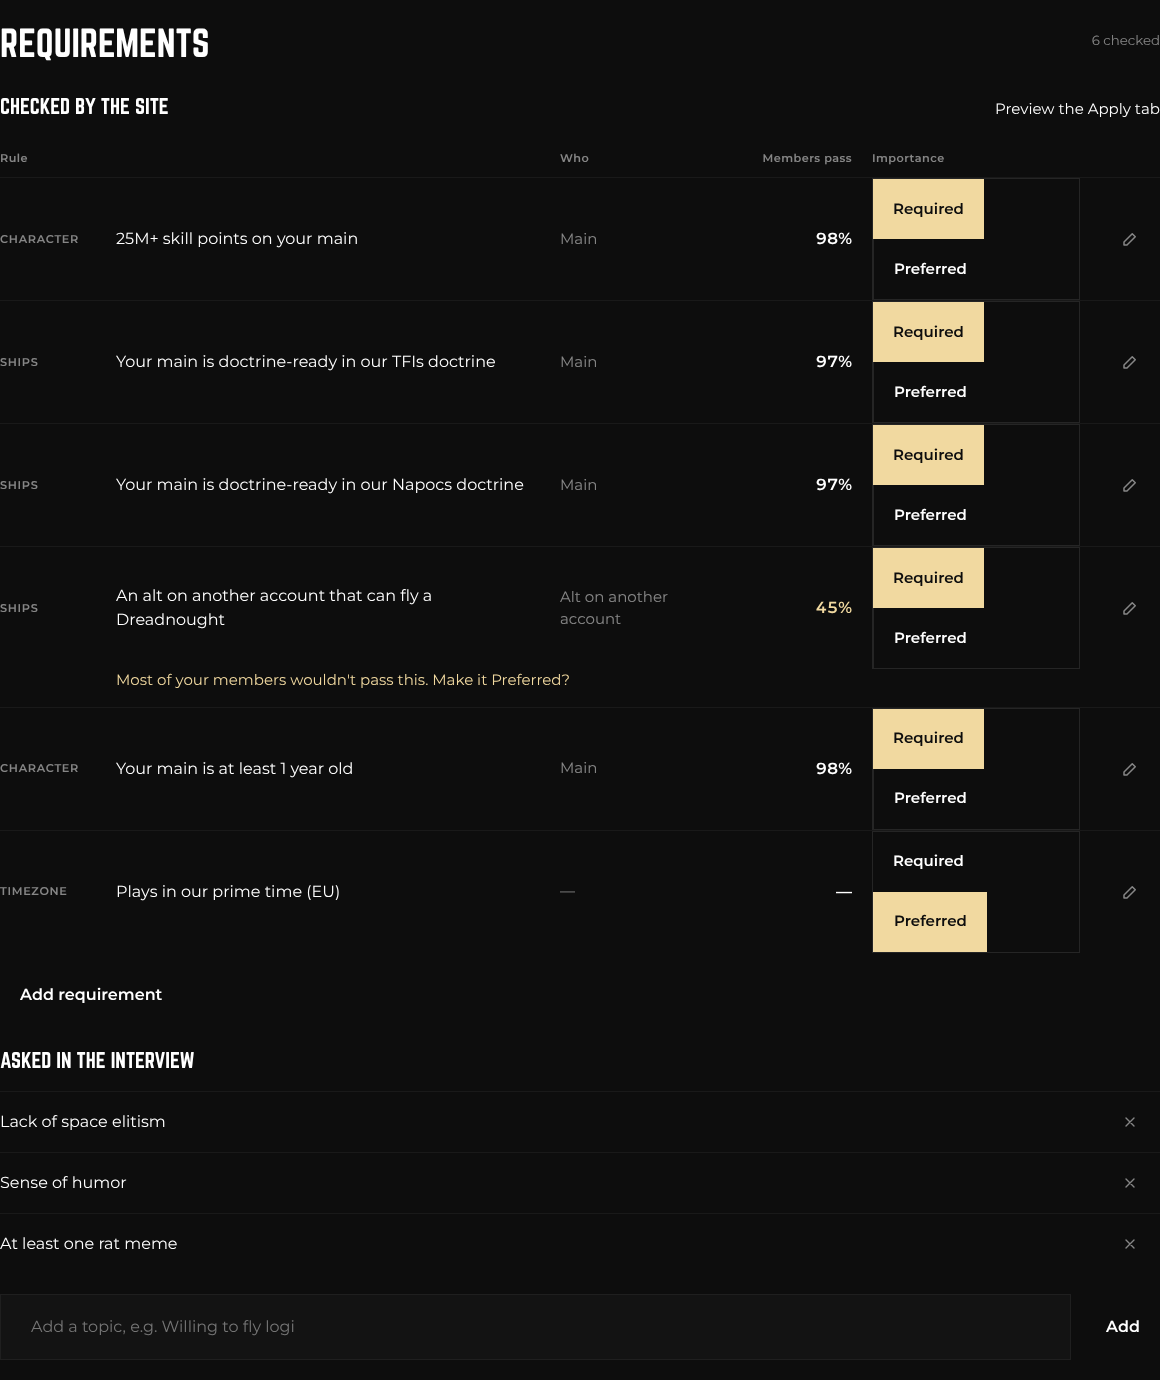 REQUIREMENTS
6 checked
CHECKED BY THE SITE
Preview the Apply tab
Rule Who Members pass Importance
CHARACTER 25M+ skill points on your main Main 98% Required
Preferred
SHIPS Your main is doctrine-ready in our TFIs doctrine Main 97% Required
Preferred
SHIPS Your main is doctrine-ready in our Napocs doctrine Main 97% Required
Preferred
SHIPS An alt on another account that can fly a Dreadnought Alt on another account 45% Required
Preferred
Most of your members wouldn't pass this. Make it Preferred?
CHARACTER Your main is at least 1 year old Main 98% Required
Preferred
TIMEZONE Plays in our prime time (EU) — — Required
Preferred
Add requirement
ASKED IN THE INTERVIEW
Lack of space elitism
Sense of humor
At least one rat meme
Add a topic, e.g. Willing to fly logi
Add